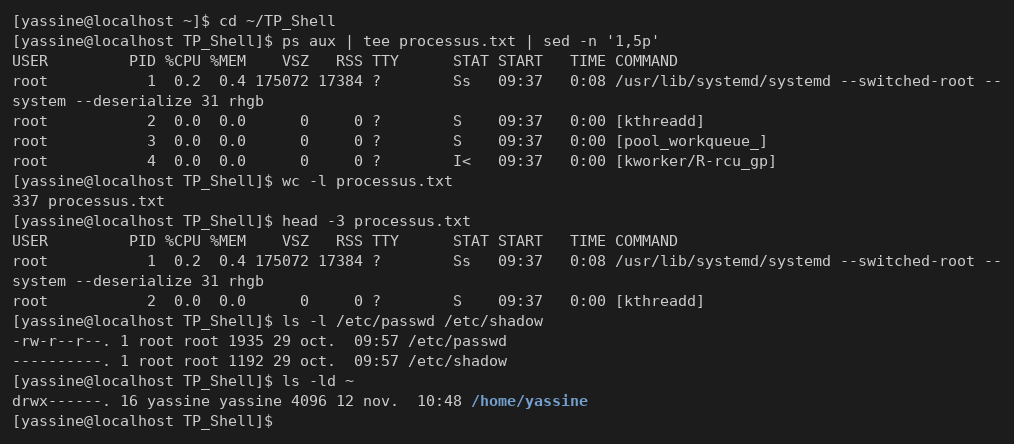 [yassine@localhost ~]$ cd ~/TP_Shell
[yassine@localhost TP_Shell]$ ps aux | tee processus.txt | sed -n '1,5p'
USER         PID %CPU %MEM    VSZ   RSS TTY      STAT START   TIME COMMAND
root           1  0.2  0.4 175072 17384 ?        Ss   09:37   0:08 /usr/lib/systemd/systemd --switched-root --
system --deserialize 31 rhgb
root           2  0.0  0.0      0     0 ?        S    09:37   0:00 [kthreadd]
root           3  0.0  0.0      0     0 ?        S    09:37   0:00 [pool_workqueue_]
root           4  0.0  0.0      0     0 ?        I<   09:37   0:00 [kworker/R-rcu_gp]
[yassine@localhost TP_Shell]$ wc -l processus.txt
337 processus.txt
[yassine@localhost TP_Shell]$ head -3 processus.txt
USER         PID %CPU %MEM    VSZ   RSS TTY      STAT START   TIME COMMAND
root           1  0.2  0.4 175072 17384 ?        Ss   09:37   0:08 /usr/lib/systemd/systemd --switched-root --
system --deserialize 31 rhgb
root           2  0.0  0.0      0     0 ?        S    09:37   0:00 [kthreadd]
[yassine@localhost TP_Shell]$ ls -l /etc/passwd /etc/shadow
-rw-r--r--. 1 root root 1935 29 oct.  09:57 /etc/passwd
----------. 1 root root 1192 29 oct.  09:57 /etc/shadow
[yassine@localhost TP_Shell]$ ls -ld ~
drwx------. 16 yassine yassine 4096 12 nov.  10:48 /home/yassine
[yassine@localhost TP_Shell]$